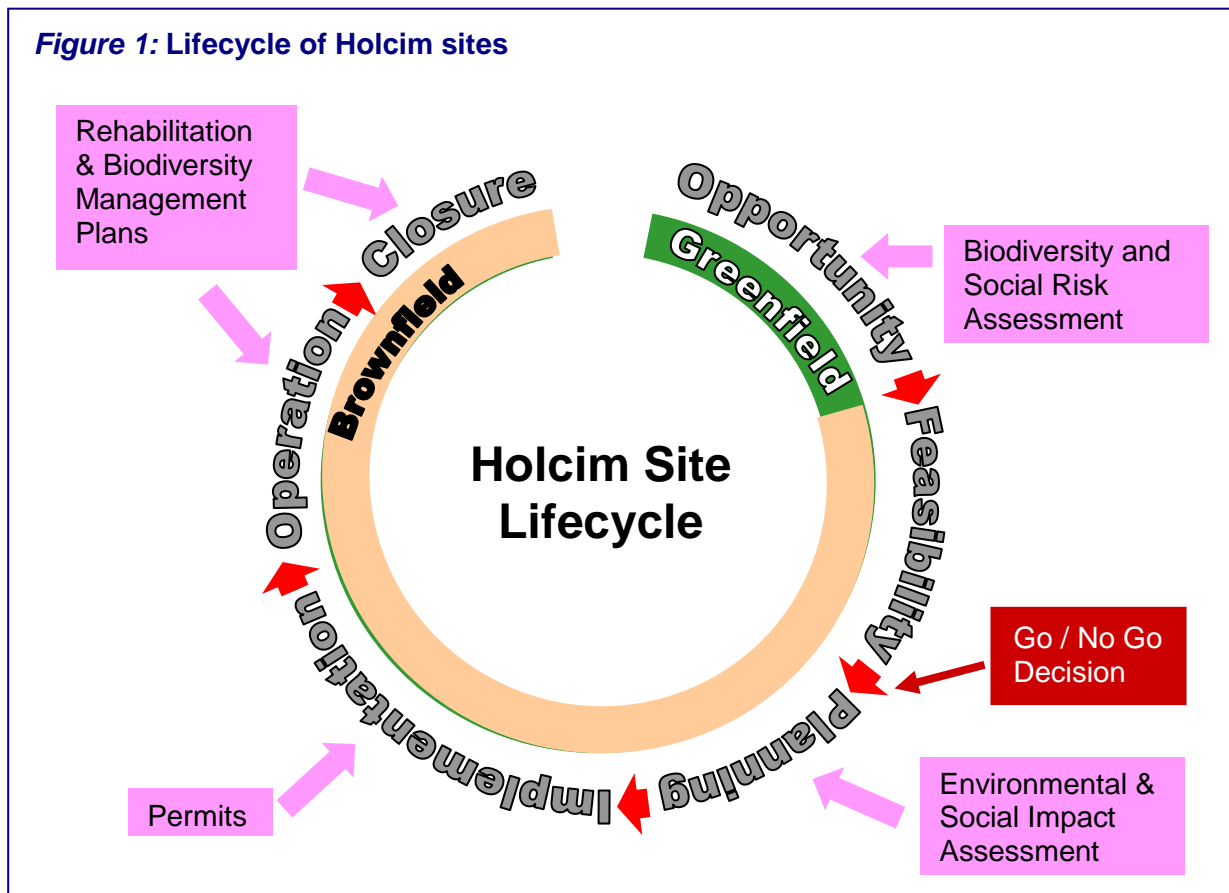 Figure 1: Lifecycle of Holcim sites
Rehabilitation
& Biodiversity
Management
Plans
Closure
Opportunity
Greenfield
Biodiversity and
Social Risk
Assessment
Brownfield
Operation
Feasibility
Holcim Site
Lifecycle
Go / No Go
Decision
Planning
Implementation
Permits
Environmental &
Social Impact
Assessment